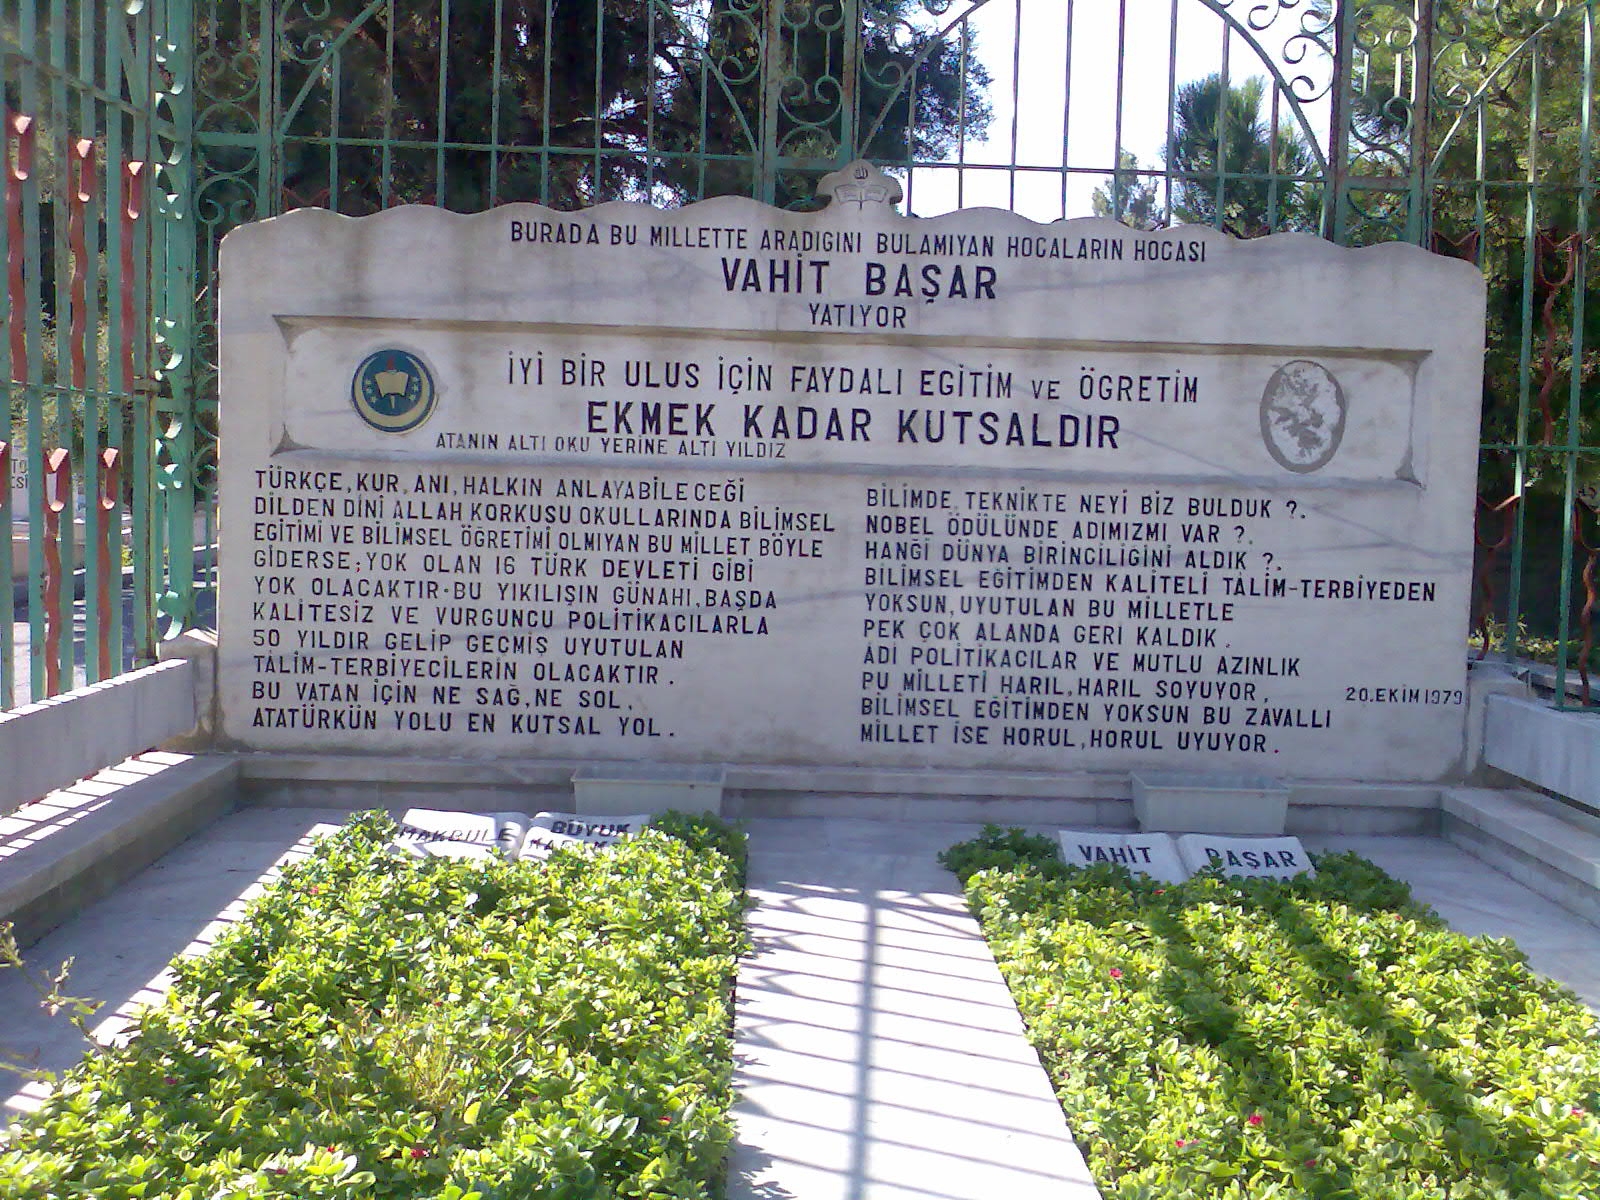 BURADA BU MİLLETTE ARADIGINI BULAMIYAN HOCALARIN HOCASI
VAHİT BAŞAR
YATIYOR
İYİ BİR ULUS İÇİN FAYDALI EGİTİM VE ÖGRETİM
EKMEK KADAR KUTSALDIR
ATANIN ALTI OKU YERINE ALTI YILDIZ
TÜRKÇE, KUR, ANI, HALKIN ANLAYABİLECEĞİ
DİLDEN DİNİ ALLAH KORKUSU OKULLARINDA BİLİMSEL
EGİTİMİ VE BİLİMSEL ÖGRETİMİ OLMIYAN BU MİLLET BÖYLE
GİDERSE; YOK OLAN 16 TÜRK DEVLETİ GİBİ
YOK OLACAKTIR. BU YIKILIŞIN GÜNAHI, BAŞDA
KALİTESİZ VE VURGUNCU POLİTİKACILARLA
50 YILDIR GELİP GEÇMİŞ UYUTULAN
TÂLİM-TERBİYECİLERİN OLACAKTIR.
BU VATAN İÇİN NE SAĞ, NE SOL,
ATATÜRKÜN YOLU EN KUTSAL YOL.
BİLİMDE, TEKNİKTE NEYİ BİZ BULDUK ?.
NOBEL ÖDÜLÜNDE ADIMIZMI VAR ?.
HANGİ DÜNYA BİRİNCİLİGİNİ ALDIK ?.
BİLİMSEL EĞİTİMDEN KALİTELİ TÂLİM-TERBİYEDEN
YOKSUN, UYUTULAN BU MİLLETLE
PEK ÇOK ALANDA GERİ KALDIK.
ADİ POLİTİKACILAR VE MUTLU AZINLIK
PU MİLLETİ HARIL, HARIL SOYUYOR,
BİLİMSEL EĞİTİMDEN YOKSUN BU ZAVALLI
MİLLET İSE HORUL, HORUL UYUYOR.
20.EKİM 1979
MAKBULE BÜYÜK
VAHİT BAŞAR